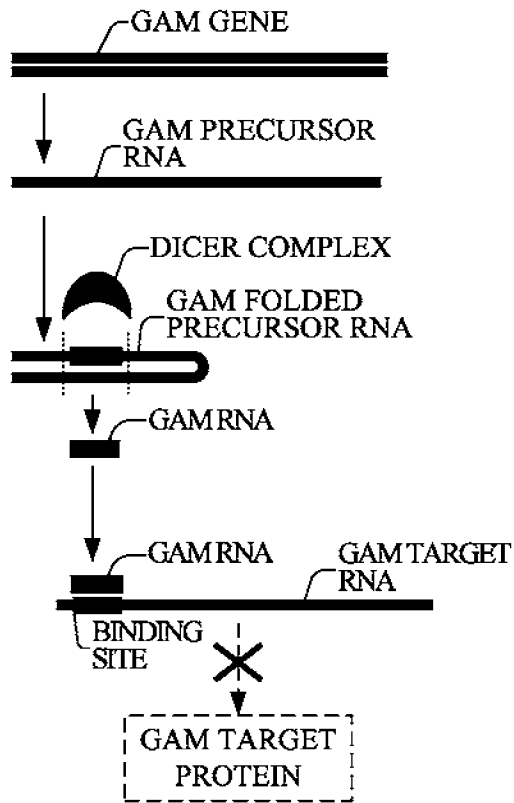 GAM GENE
GAM PRECURSOR
RNA
DICER COMPLEX
GAM FOLDED
PRECURSOR RNA
GAM RNA
GAM RNA
GAM TARGET
RNA
BINDING
SITE
GAM TARGET
PROTEIN